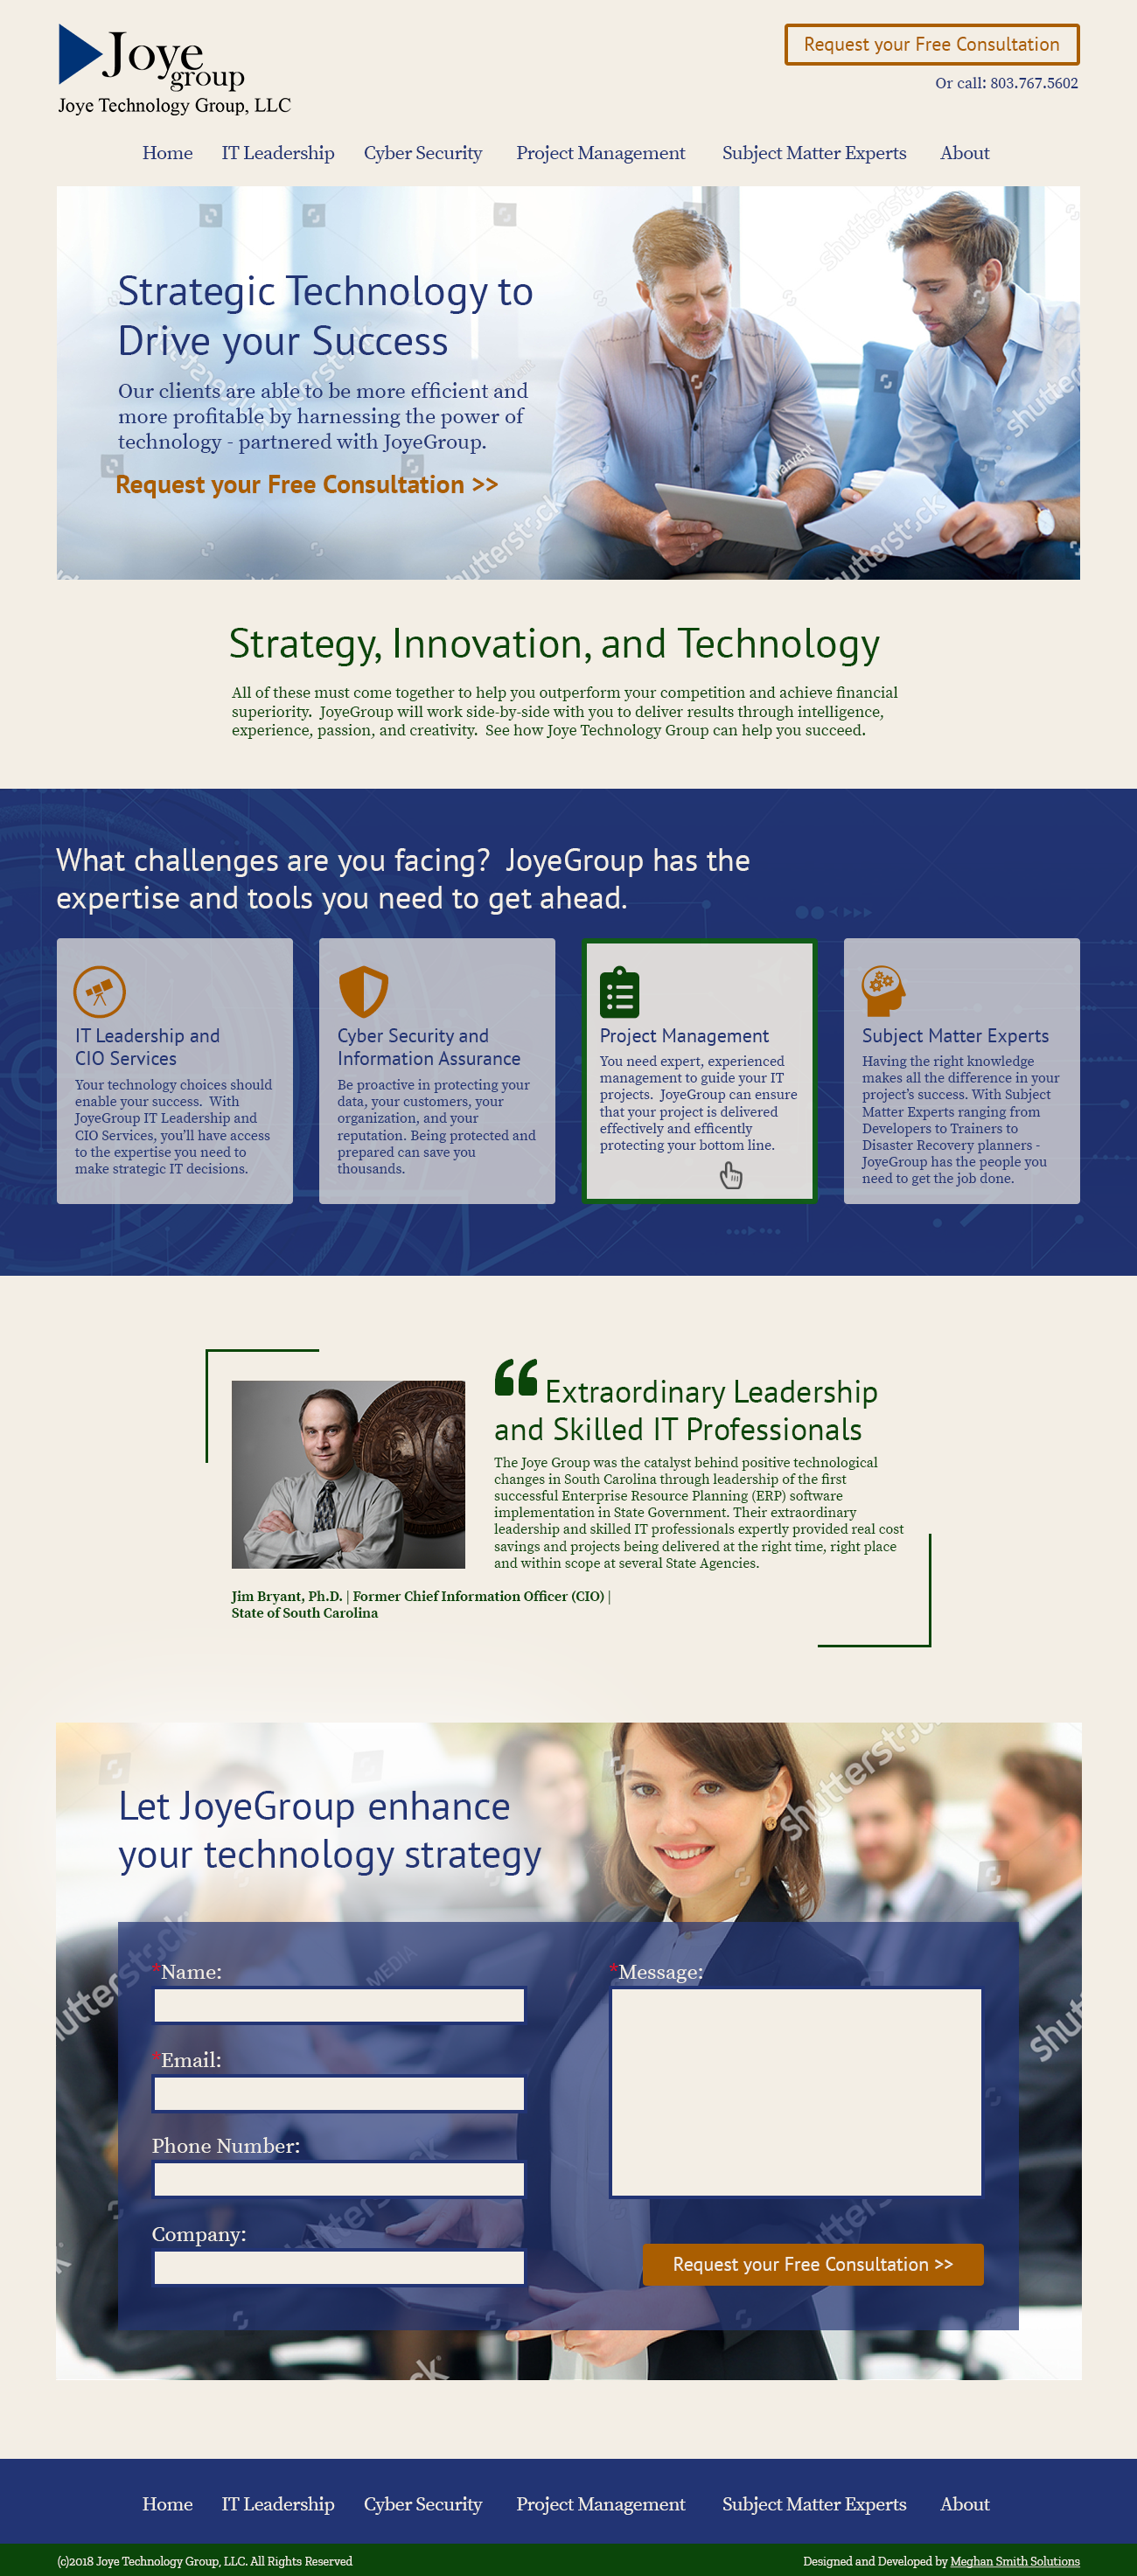 Joye
group
Joye Technology Group, LLC
Request your Free Consultation
Or call: 803.767.5602
Home IT Leadership Cyber Security Project Management Subject Matter Experts About
Strategic Technology to
Drive your Success
Our clients are able to be more efficient and
more profitable by harnessing the power of
technology - partnered with JoyeGroup.
Request your Free Consultation >>
shutterstock
shutterstock
shutterstock
Harvant
Strategy, Innovation, and Technology
All of these must come together to help you outperform your competition and achieve financial
superiority. JoyeGroup will work side-by-side with you to deliver results through intelligence,
experience, passion, and creativity. See how Joye Technology Group can help you succeed.
What challenges are you facing? JoyeGroup has the
expertise and tools you need to get ahead.
IT Leadership and
CIO Services
Your technology choices should
enable your success. With
JoyeGroup IT Leadership and
CIO Services, you'll have access
to the expertise you need to
make strategic IT decisions.
Cyber Security and
Information Assurance
Be proactive in protecting your
data, your customers, your
organization, and your
reputation. Being protected and
prepared can save you
thousands.
Project Management
You need expert, experienced
management to guide your IT
projects. JoyeGroup can ensure
that your project is delivered
effectively and efficently
protecting your bottom line.
Subject Matter Experts
Having the right knowledge
makes all the difference in your
project's success. With Subject
Matter Experts ranging from
Developers to Trainers to
Disaster Recovery planners -
JoyeGroup has the people you
need to get the job done.
“ Extraordinary Leadership
and Skilled IT Professionals
The Joye Group was the catalyst behind positive technological
changes in South Carolina through leadership of the first
successful Enterprise Resource Planning (ERP) software
implementation in State Government. Their extraordinary
leadership and skilled IT professionals expertly provided real cost
savings and projects being delivered at the right time, right place
and within scope at several State Agencies.
Jim Bryant, Ph.D. | Former Chief Information Officer (CIO) |
State of South Carolina
Let JoyeGroup enhance
your technology strategy
shutterstock
shutterstock
MEDIA
*Name:
*Email:
Phone Number:
Company:
*Message:
Request your Free Consultation >>
Home IT Leadership Cyber Security Project Management Subject Matter Experts About
(c)2018 Joye Technology Group, LLC. All Rights Reserved
Designed and Developed by Meghan Smith Solutions